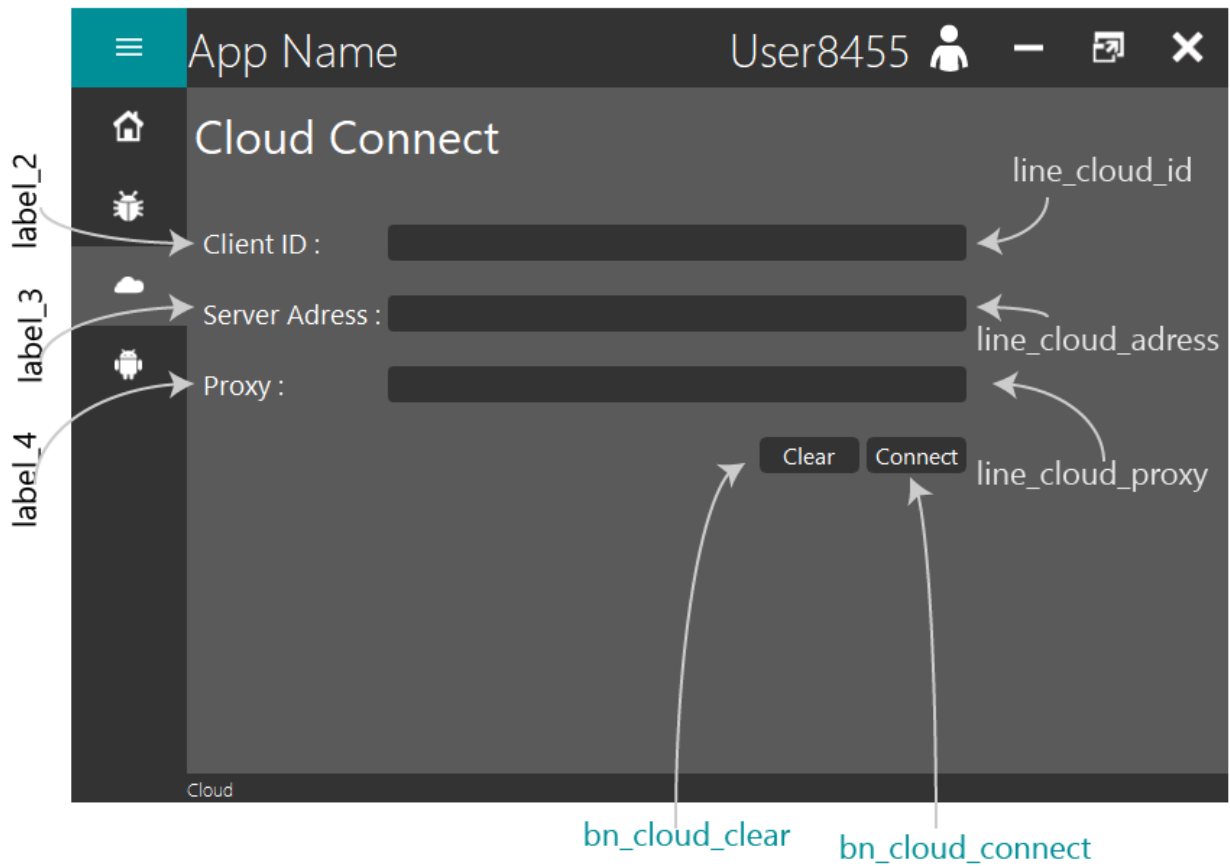 App Name
User8455
Cloud Connect
line_cloud_id
label_2
Client ID :
label_3
Server Adress :
line_cloud_adress
label_4
Proxy :
line_cloud_proxy
Clear
Connect
Cloud
bn_cloud_clear
bn_cloud_connect